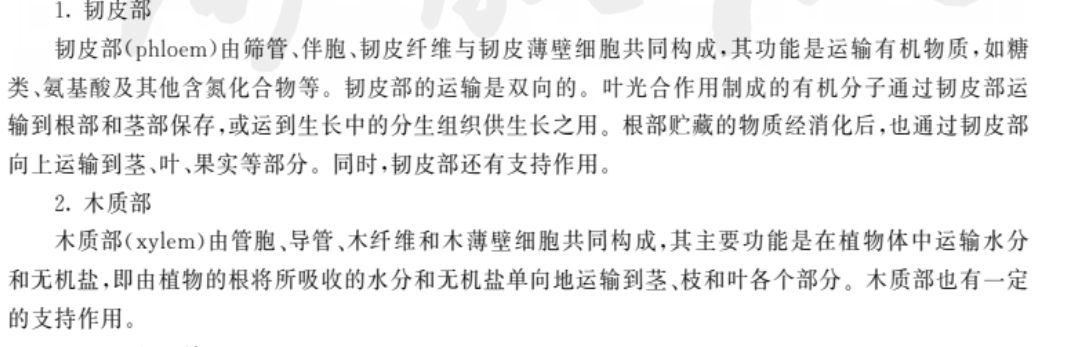 1. 韧皮部
韧皮部(phloem)由筛管、伴胞、韧皮纤维与韧皮薄壁细胞共同构成,其功能是运输有机物质,如糖
类、氨基酸及其他含氮化合物等。韧皮部的运输是双向的。叶光合作用制成的有机分子通过韧皮部运
输到根部和茎部保存,或运到生长中的分生组织供生长之用。根部贮藏的物质经消化后,也通过韧皮部
向上运输到茎、叶、果实等部分。同时,韧皮部还有支持作用。
2. 木质部
木质部(xylem)由管胞、导管、木纤维和木薄壁细胞共同构成,其主要功能是在植物体中运输水分
和无机盐,即由植物的根将所吸收的水分和无机盐单向地运输到茎、枝和叶各个部分。木质部也有一定
的支持作用。